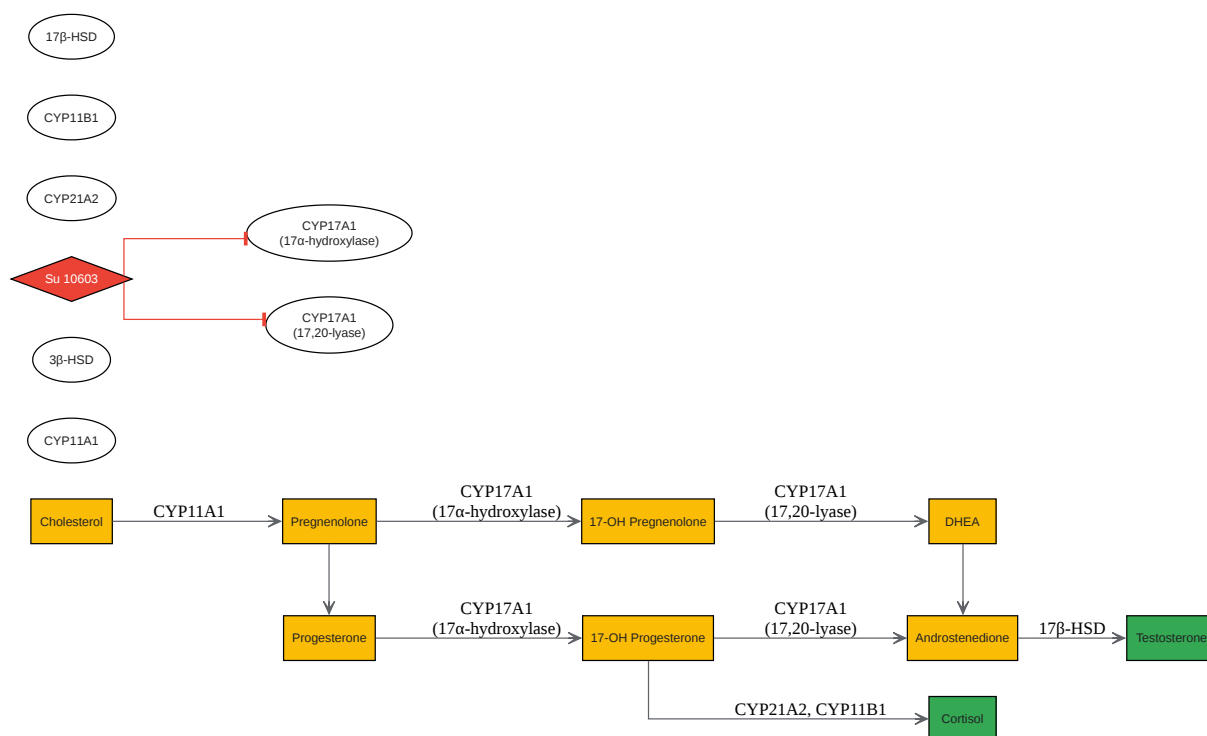 17β-HSD
CYP11B1
CYP21A2
CYP17A1
(17α-hydroxylase)
Su 10603
CYP17A1
(17,20-lyase)
3β-HSD
CYP11A1
CYP17A1
(17α-hydroxylase)
CYP17A1
(17,20-lyase)
Cholesterol
CYP11A1
Pregnenolone
17-OH Pregnenolone
DHEA
CYP17A1
(17α-hydroxylase)
CYP17A1
(17,20-lyase)
Progesterone
17-OH Progesterone
Androstenedione
17β-HSD
Testosterone
CYP21A2, CYP11B1
Cortisol